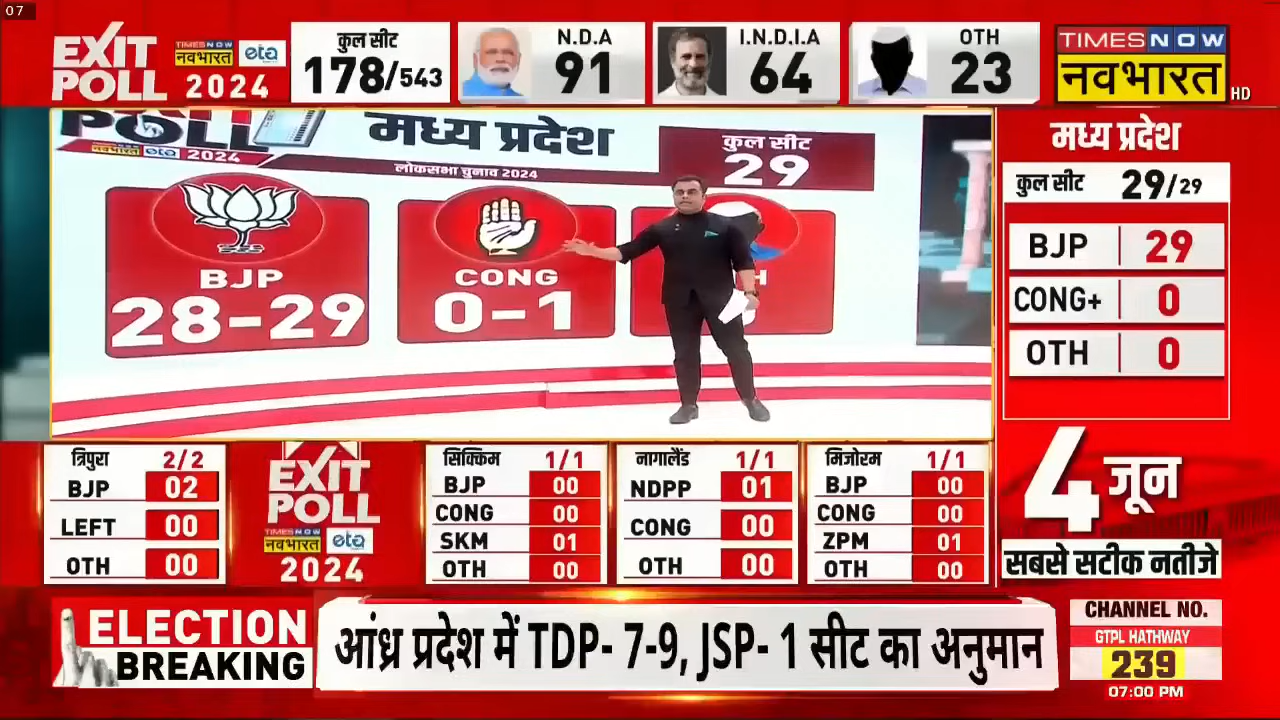 07
EXIT
POLL
TIMES NOW
नवभारत
eta
2024
कुल सीट
178/543
N.D.A
91
I.N.D.I.A
64
OTH
23
TIMES NOW
नवभारत
HD
POLL
नवभारत eta 2024
मध्य प्रदेश
लोकसभा चुनाव 2024
कुल सीट
29
BJP
28-29
CONG
0-1
H
मध्य प्रदेश
कुल सीट 29/29
BJP 29
CONG+ 0
OTH 0
4 जून
सबसे सटीक नतीजे
त्रिपुरा 2/2
BJP 02
LEFT 00
OTH 00
EXIT
POLL
TIMES NOW
नवभारत
eta
2024
सिक्किम 1/1
BJP 00
CONG 00
SKM 01
OTH 00
नागालैंड 1/1
NDPP 01
CONG 00
OTH 00
मिजोरम 1/1
BJP 00
CONG 00
ZPM 01
OTH 00
ELECTION
BREAKING
आंध्र प्रदेश में TDP- 7-9, JSP- 1 सीट का अनुमान
CHANNEL NO.
GTPL HATHWAY
239
07:00 PM